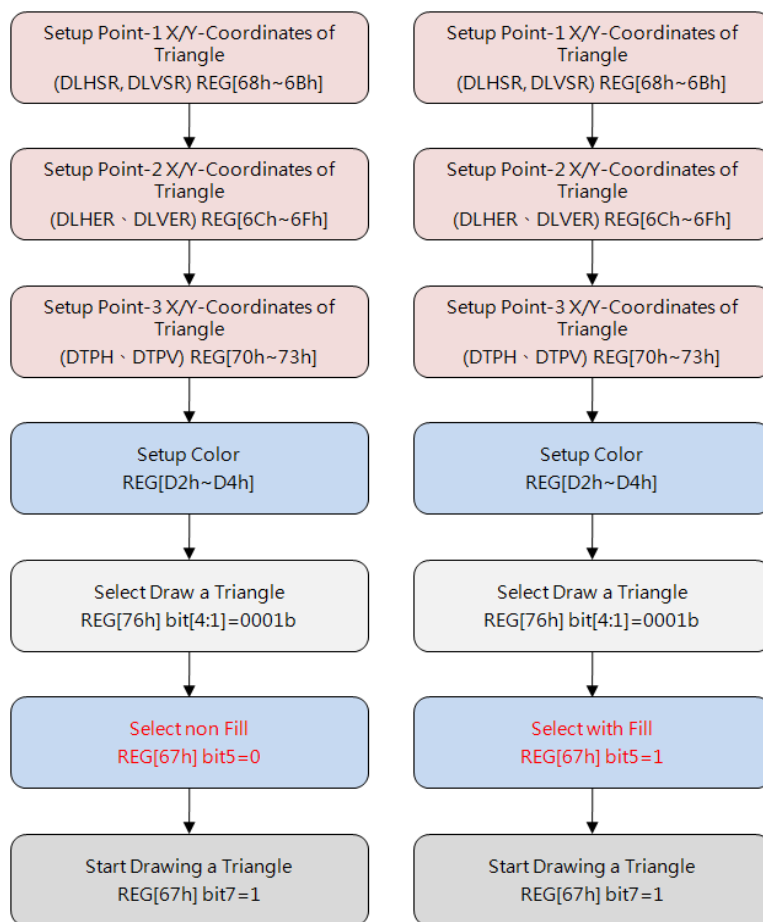 Setup Point-1 X/Y-Coordinates of
Triangle
(DLHSR, DLVSR) REG[68h~6Bh]
Setup Point-2 X/Y-Coordinates of
Triangle
(DLHER、DLVER) REG[6Ch~6Fh]
Setup Point-3 X/Y-Coordinates of
Triangle
(DTPH、DTPV) REG[70h~73h]
Setup Color
REG[D2h~D4h]
Select Draw a Triangle
REG[76h] bit[4:1]=0001b
Select non Fill
REG[67h] bit5=0
Start Drawing a Triangle
REG[67h] bit7=1
Setup Point-1 X/Y-Coordinates of
Triangle
(DLHSR, DLVSR) REG[68h~6Bh]
Setup Point-2 X/Y-Coordinates of
Triangle
(DLHER、DLVER) REG[6Ch~6Fh]
Setup Point-3 X/Y-Coordinates of
Triangle
(DTPH、DTPV) REG[70h~73h]
Setup Color
REG[D2h~D4h]
Select Draw a Triangle
REG[76h] bit[4:1]=0001b
Select with Fill
REG[67h] bit5=1
Start Drawing a Triangle
REG[67h] bit7=1